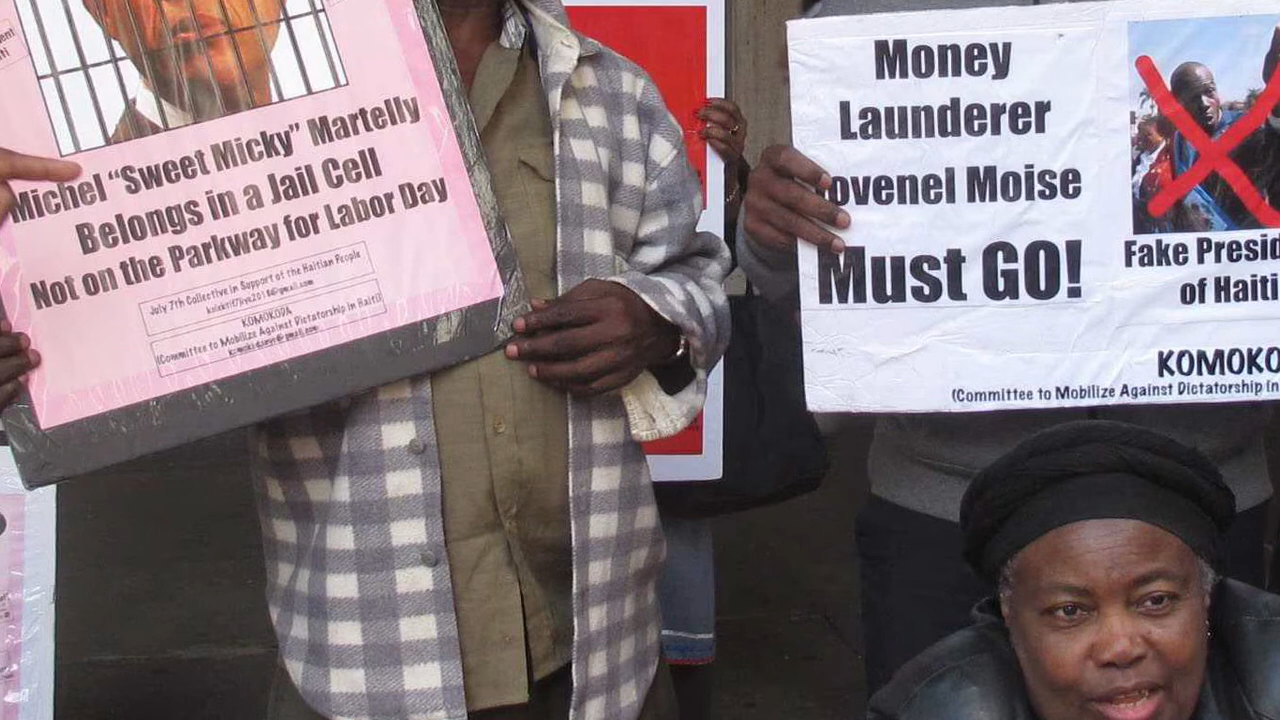 Michel “Sweet Micky” Martelly
Belongs in a Jail Cell
Not on the Parkway for Labor Day
July 7th Collective in Support of the Haitian People
KOMOKODA
(Committee to Mobilize Against Dictatorship in Haiti)
Money
Launderer
ovenel Moise
Must GO!
Fake Presid
of Haiti
KOMOKO
(Committee to Mobilize Against Dictatorship in